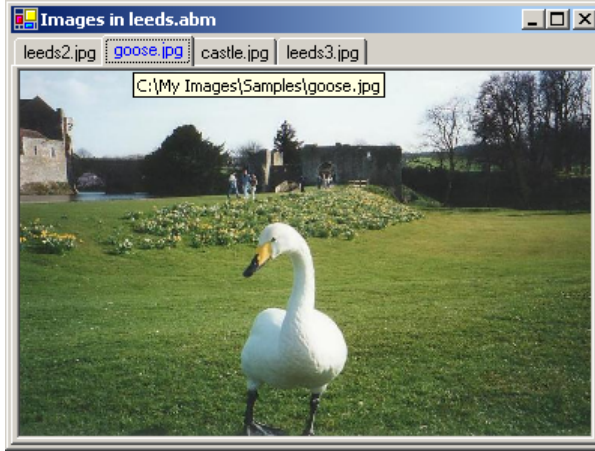 Images in leeds.abm
leeds2.jpg goose.jpg castle.jpg leeds3.jpg
C:\My Images\Samples\goose.jpg